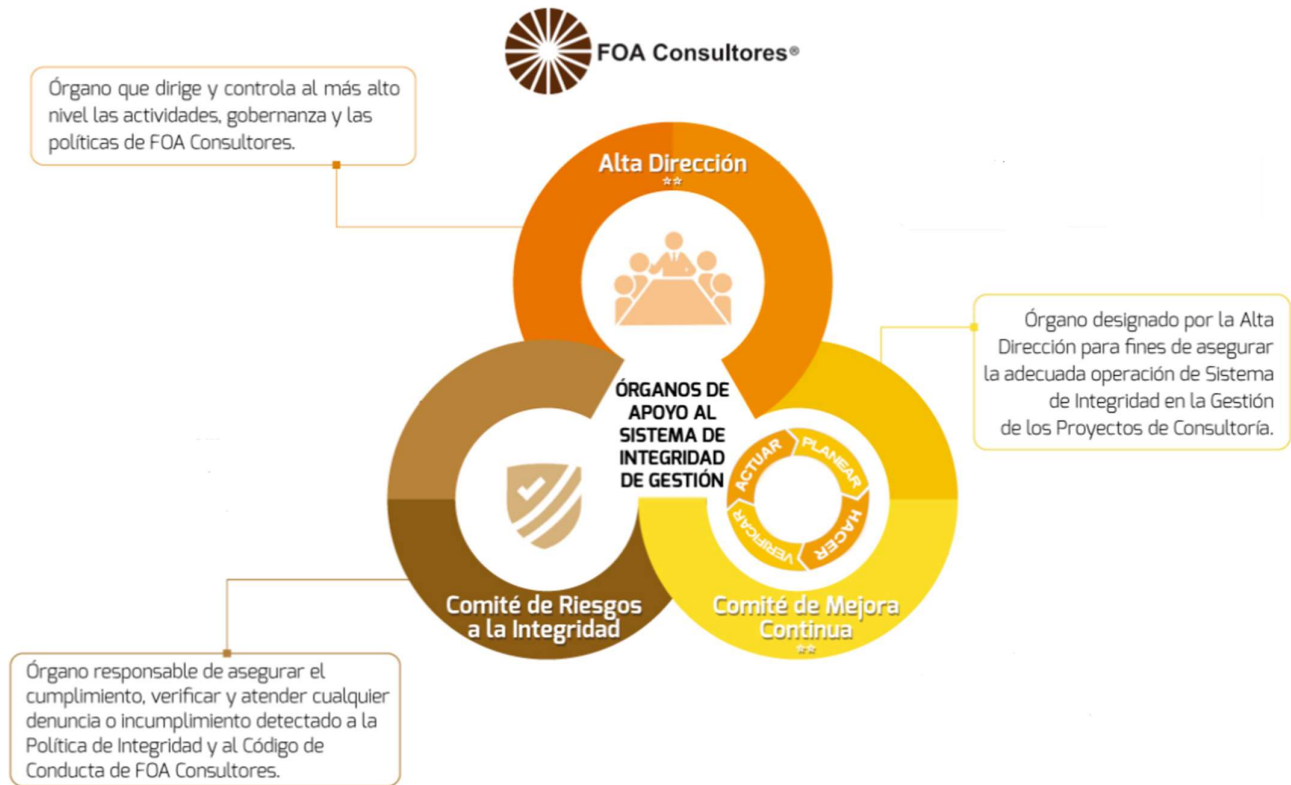 FOA Consultores®
Órgano que dirige y controla al más alto
nivel las actividades, gobernanza y las
políticas de FOA Consultores.
Alta Dirección
**
Órgano designado por la Alta
Dirección para fines de asegurar
la adecuada operación de Sistema
de Integridad en la Gestión
de los Proyectos de Consultoría.
ÓRGANOS DE
APOYO AL
SISTEMA DE
INTEGRIDAD
DE GESTIÓN
PLANEAR
HACER
VERIFICAR
ACTUAR
Comité de Riesgos
a la Integridad
Comité de Mejora
Continua
**
Órgano responsable de asegurar el
cumplimiento, verificar y atender cualquier
denuncia o incumplimiento detectado a la
Política de Integridad y al Código de
Conducta de FOA Consultores.